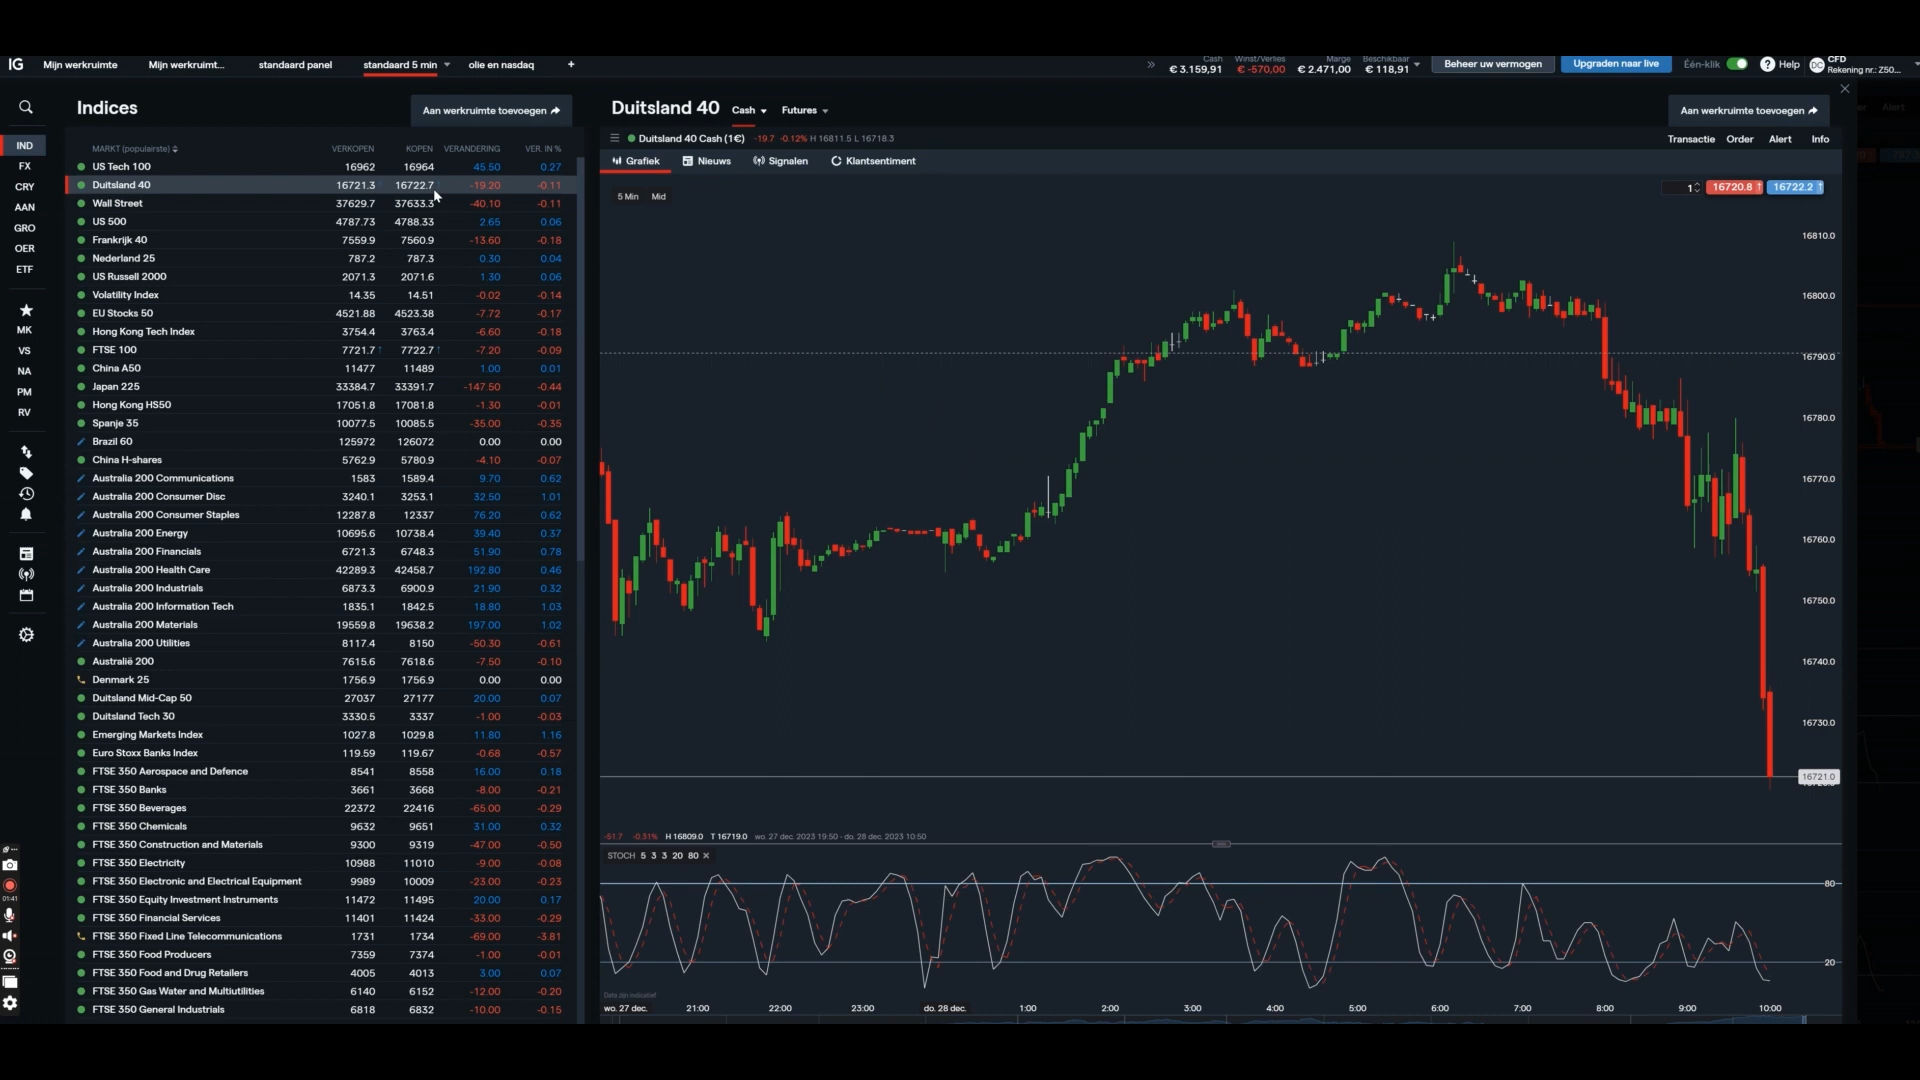 IG Mijn werkruimte Mijn werkruimt... standaard panel standaard 5 min olie en nasdaq + » Cash € 3.159,91 Winst/Verlies € -570,00 Marge € 2.471,00 Beschikbaar € 118,91 Beheer uw vermogen Upgraden naar live Één-klik ? Help DC CFD Rekening nr.: Z50...
Indices Aan werkruimte toevoegen
MARKT (populairste) VERKOPEN KOPEN VERANDERING VER. IN %
US Tech 100 16962 16964 45.50 0.27
Duitsland 40 16721.3 16722.7 -19.20 -0.11
Wall Street 37629.7 37633.3 -40.10 -0.11
US 500 4787.73 4788.33 2.65 0.06
Frankrijk 40 7559.9 7560.9 -13.60 -0.18
Nederland 25 787.2 787.3 0.30 0.04
US Russell 2000 2071.3 2071.6 1.30 0.06
Volatility Index 14.35 14.51 -0.02 -0.14
EU Stocks 50 4521.88 4523.38 -7.72 -0.17
Hong Kong Tech Index 3754.4 3763.4 -6.60 -0.18
FTSE 100 7721.7 7722.7 -7.20 -0.09
China A50 11477 11489 1.00 0.01
Japan 225 33384.7 33391.7 -147.50 -0.44
Hong Kong HS50 17051.8 17081.8 -1.30 -0.01
Spanje 35 10077.5 10085.5 -35.00 -0.35
Brazil 60 125972 126072 0.00 0.00
China H-shares 5762.9 5780.9 -4.10 -0.07
Australia 200 Communications 1583 1589.4 9.70 0.62
Australia 200 Consumer Disc 3240.1 3253.1 32.50 1.01
Australia 200 Consumer Staples 12287.8 12337 76.20 0.62
Australia 200 Energy 10695.6 10738.4 39.40 0.37
Australia 200 Financials 6721.3 6748.3 51.90 0.78
Australia 200 Health Care 42289.3 42458.7 192.80 0.46
Australia 200 Industrials 6873.3 6900.9 21.90 0.32
Australia 200 Information Tech 1835.1 1842.5 18.80 1.03
Australia 200 Materials 19559.8 19638.2 197.00 1.02
Australia 200 Utilities 8117.4 8150 -50.30 -0.61
Australië 200 7615.6 7618.6 -7.50 -0.10
Denmark 25 1756.9 1756.9 0.00 0.00
Duitsland Mid-Cap 50 27037 27177 20.00 0.07
Duitsland Tech 30 3330.5 3337 -1.00 -0.03
Emerging Markets Index 1027.8 1029.8 11.80 1.16
Euro Stoxx Banks Index 119.59 119.67 -0.68 -0.57
FTSE 350 Aerospace and Defence 8541 8558 16.00 0.18
FTSE 350 Banks 3661 3668 -8.00 -0.21
FTSE 350 Beverages 22372 22416 -65.00 -0.29
FTSE 350 Chemicals 9632 9651 31.00 0.32
FTSE 350 Construction and Materials 9300 9319 -47.00 -0.50
FTSE 350 Electricity 10988 11010 -9.00 -0.08
FTSE 350 Electronic and Electrical Equipment 9989 10009 -23.00 -0.23
FTSE 350 Equity Investment Instruments 11472 11495 20.00 0.17
FTSE 350 Financial Services 11401 11424 -33.00 -0.29
FTSE 350 Fixed Line Telecommunications 1731 1734 -69.00 -3.81
FTSE 350 Food Producers 7359 7374 -1.00 -0.01
FTSE 350 Food and Drug Retailers 4005 4013 3.00 0.07
FTSE 350 Gas Water and Multiutilities 6140 6152 -12.00 -0.20
FTSE 350 General Industrials 6818 6832 -10.00 -0.15
IND
FX
CRY
AAN
GRO
OER
ETF
MK
VS
NA
PM
RV
01:41
Duitsland 40 Cash Futures Aan werkruimte toevoegen
Duitsland 40 Cash (1€) -19.7 -0.12% H 16811.5 L 16718.3 Transactie Order Alert Info
Grafiek Nieuws Signalen Klantsentiment
5 Min Mid 1 16720.8 16722.2
16810.0
16800.0
16790.0
16780.0
16770.0
16760.0
16750.0
16740.0
16730.0
16721.0
-51.7 -0.31% H 16809.0 T 16719.0 wo. 27 dec. 2023 19:50 - do. 28 dec. 2023 10:50
STOCH 5 3 3 20 80 ×
80
20
Data zijn indicatief
wo. 27 dec. 21:00 22:00 23:00 do. 28 dec. 1:00 2:00 3:00 4:00 5:00 6:00 7:00 8:00 9:00 10:00